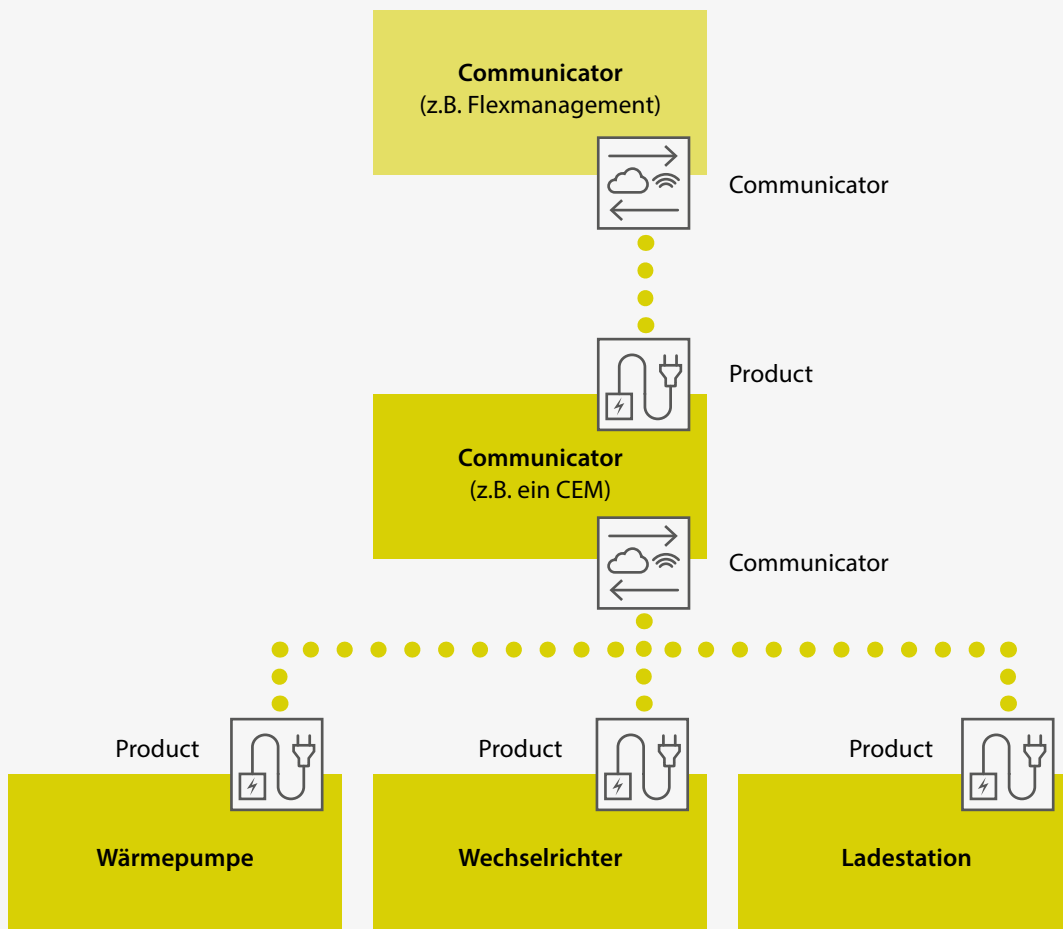 Communicator
(z.B. Flexmanagement)
Communicator
Product
Communicator
(z.B. ein CEM)
Communicator
Product
Product
Product
Wärmepumpe
Wechselrichter
Ladestation